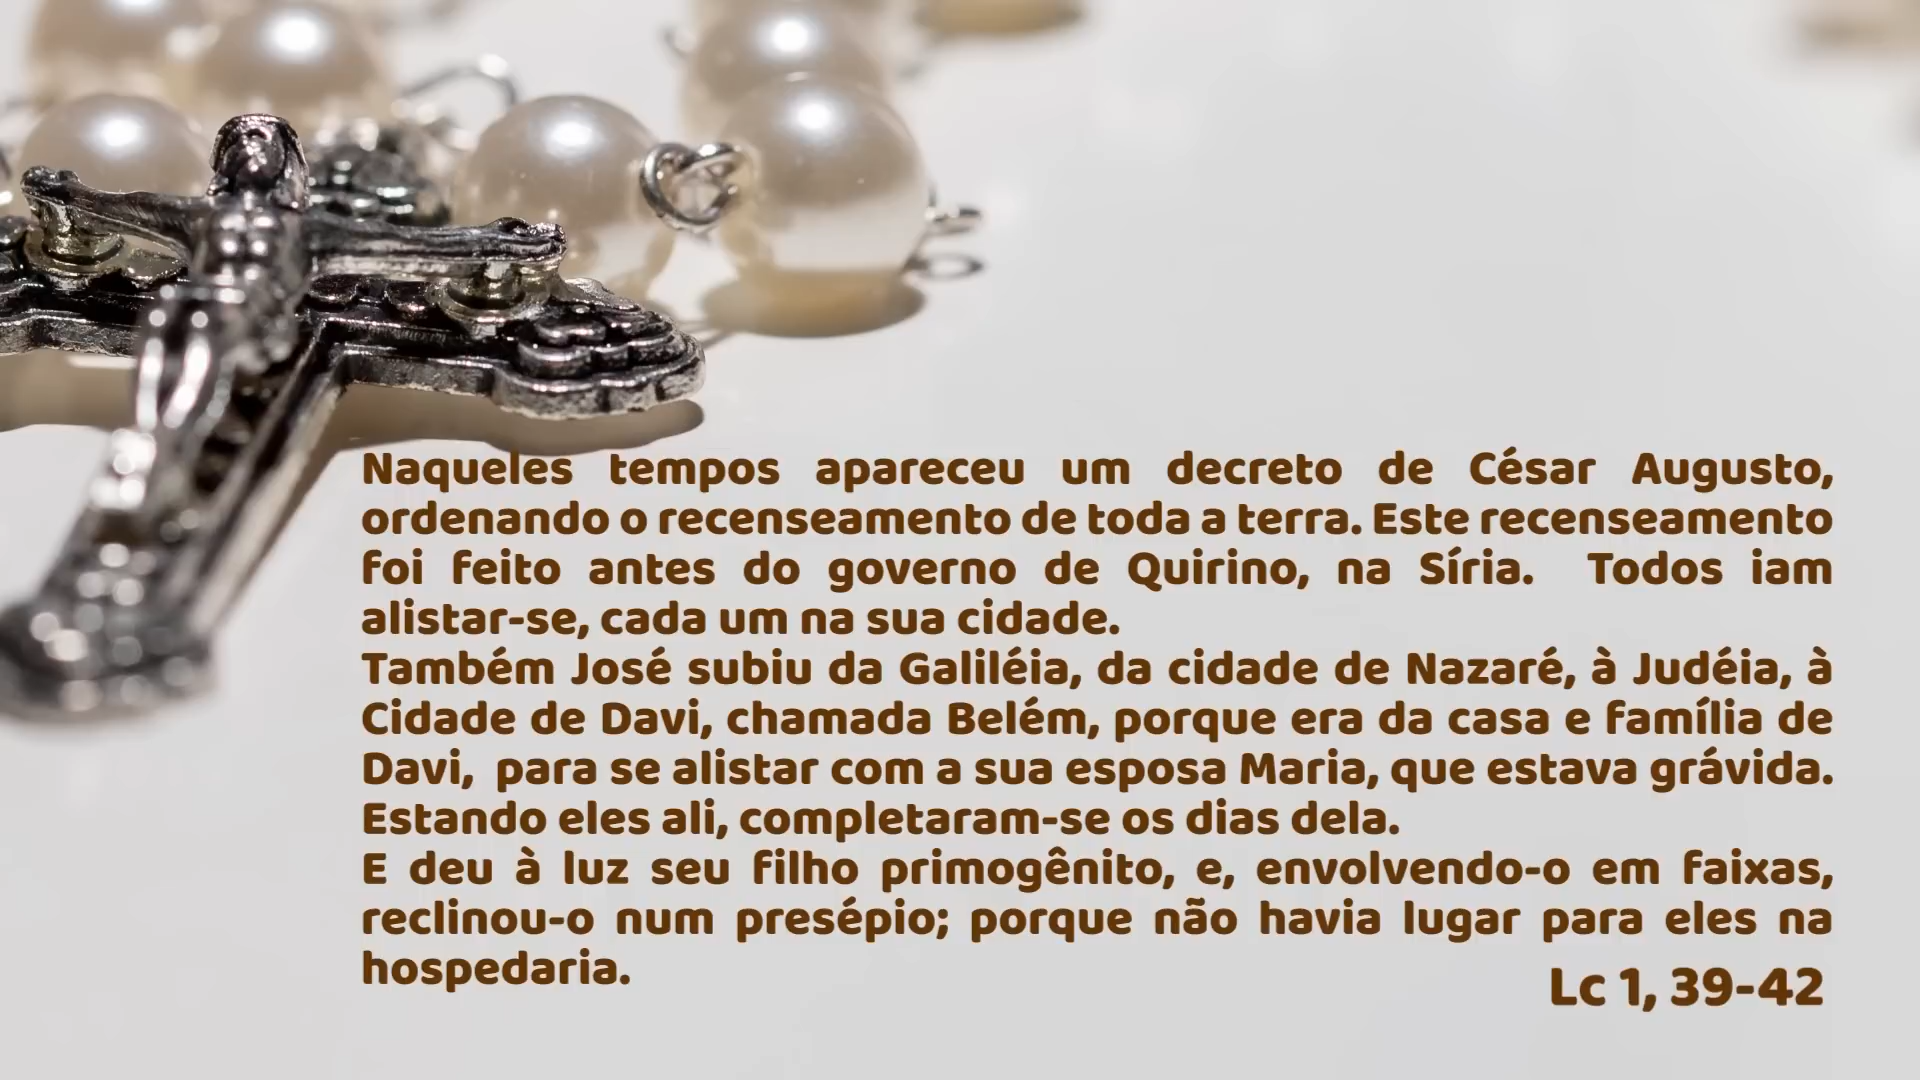 Naqueles tempos apareceu um decreto de César Augusto,
ordenando o recenseamento de toda a terra. Este recenseamento
foi feito antes do governo de Quirino, na Síria. Todos iam
alistar-se, cada um na sua cidade.
Também José subiu da Galiléia, da cidade de Nazaré, à Judéia, à
Cidade de Davi, chamada Belém, porque era da casa e família de
Davi, para se alistar com a sua esposa Maria, que estava grávida.
Estando eles ali, completaram-se os dias dela.
E deu à luz seu filho primogênito, e, envolvendo-o em faixas,
reclinou-o num presépio; porque não havia lugar para eles na
hospedaria.
Lc 1, 39-42